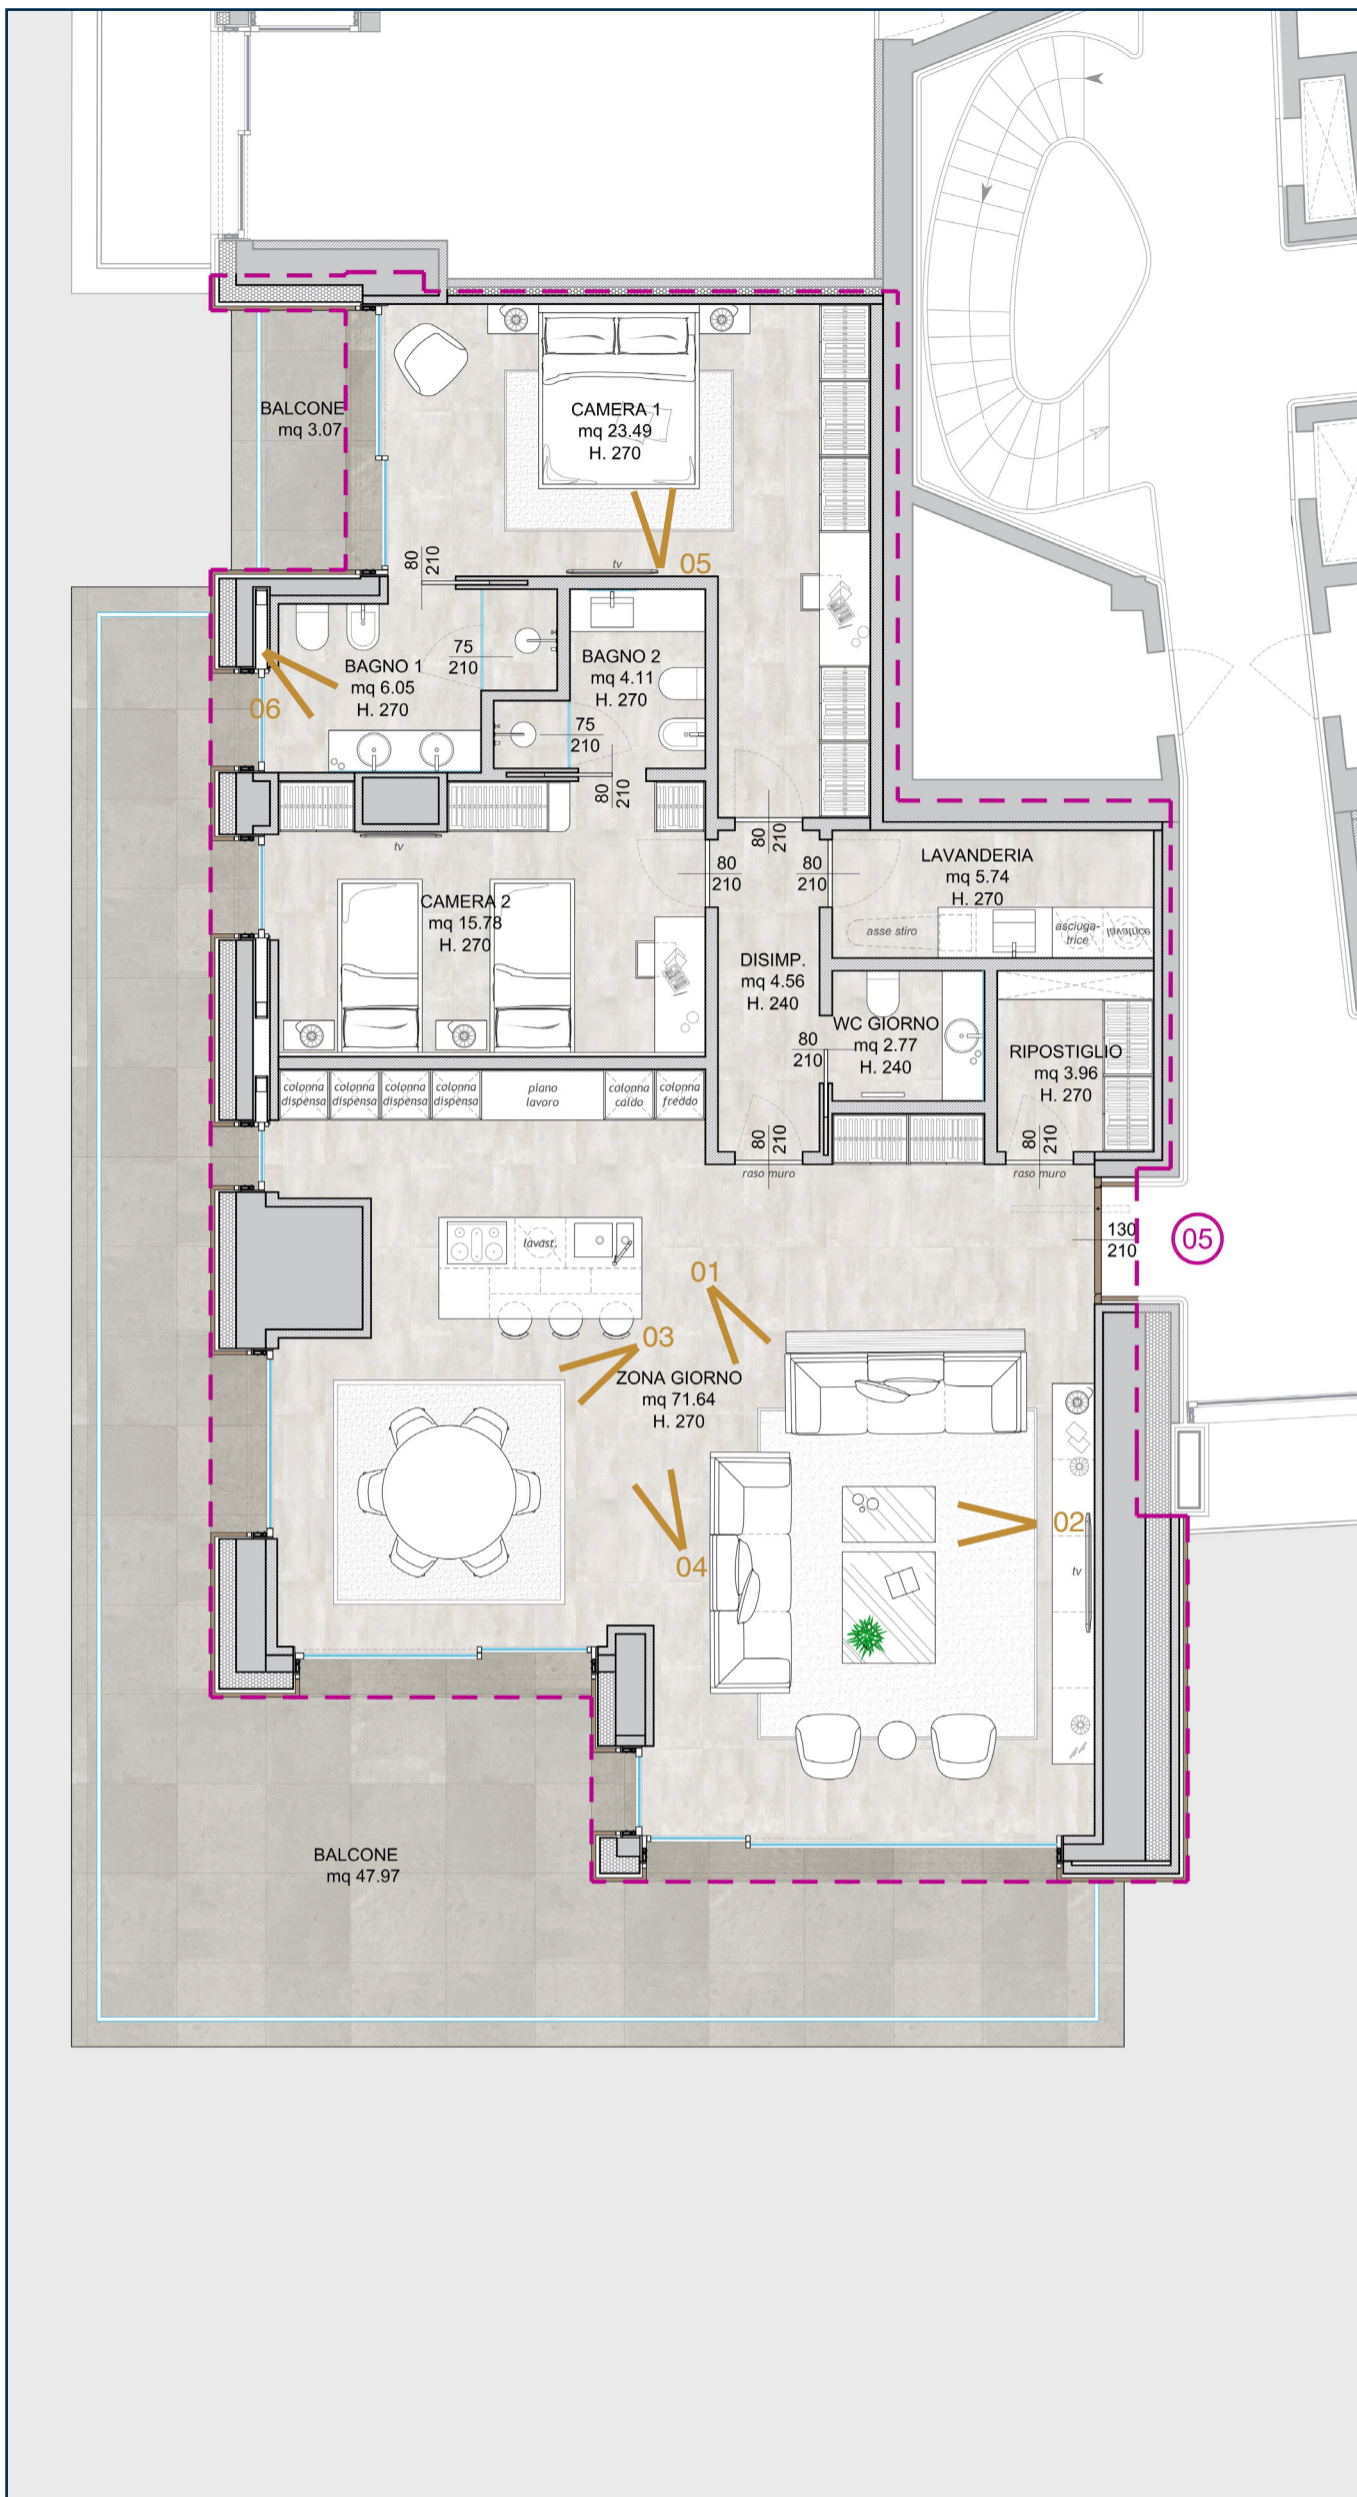 BALCONE
mq 3.07
CAMERA 1
mq 23.49
H. 270
tv
05
80
210
BAGNO 1
mq 6.05
H. 270
75
210
06
BAGNO 2
mq 4.11
H. 270
75
210
80
210
tv
CAMERA 2
mq 15.78
H. 270
80
210
80
210
80
210
LAVANDERIA
mq 5.74
H. 270
asse stiro
asciuga-
trice
lavatrice
DISIMP.
mq 4.56
H. 240
WC GIORNO
mq 2.77
H. 240
80
210
RIPOSTIGLIO
mq 3.96
H. 270
colonna
dispensa
colonna
dispensa
colonna
dispensa
colonna
dispensa
piano
lavoro
colonna
caldo
colonna
freddo
80
210
raso muro
80
210
raso muro
130
210
05
lavast.
01
03
ZONA GIORNO
mq 71.64
H. 270
04
02
tv
BALCONE
mq 47.97